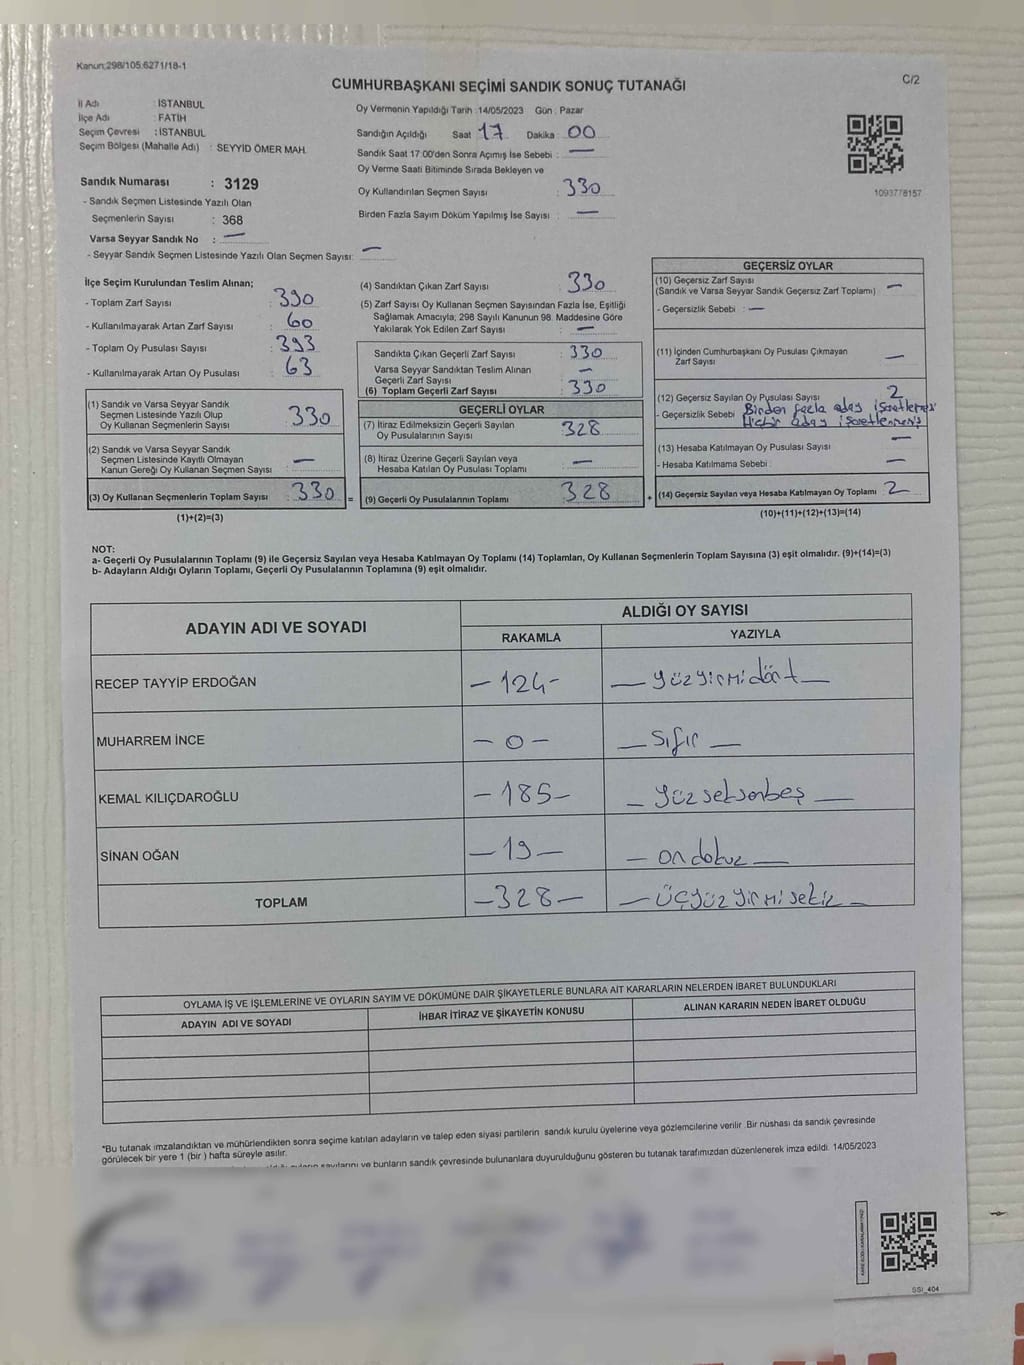 Kanun:298/105,6271/18-1
C/2
CUMHURBAŞKANI SEÇİMİ SANDIK SONUÇ TUTANAĞI
İl Adı : İSTANBUL
İlçe Adı : FATİH
Seçim Çevresi : İSTANBUL
Seçim Bölgesi (Mahalle Adı) : SEYYİD ÖMER MAH.
Sandık Numarası : 3129
- Sandık Seçmen Listesinde Yazılı Olan
Seçmenlerin Sayısı : 368
Varsa Seyyar Sandık No : —
- Seyyar Sandık Seçmen Listesinde Yazılı Olan Seçmen Sayısı: —
Oy Vermenin Yapıldığı Tarih : 14/05/2023 Gün : Pazar
Sandığın Açıldığı Saat 17 Dakika : 00
Sandık Saat 17:00'den Sonra Açımış İse Sebebi : —
Oy Verme Saati Bitiminde Sırada Bekleyen ve
Oy Kullandırılan Seçmen Sayısı : 330
Birden Fazla Sayım Döküm Yapılmış İse Sayısı : —
1093778157
İlçe Seçim Kurulundan Teslim Alınan;
- Toplam Zarf Sayısı : 390
- Kullanılmayarak Artan Zarf Sayısı : 60
- Toplam Oy Pusulası Sayısı : 393
- Kullanılmayarak Artan Oy Pusulası : 63
(1) Sandık ve Varsa Seyyar Sandık
Seçmen Listesinde Yazılı Olup
Oy Kullanan Seçmenlerin Sayısı : 330
(2) Sandık ve Varsa Seyyar Sandık
Seçmen Listesinde Kayıtlı Olmayan
Kanun Gereği Oy Kullanan Seçmen Sayısı : —
(3) Oy Kullanan Seçmenlerin Toplam Sayısı : 330 =
(1)+(2)=(3)
(4) Sandıktan Çıkan Zarf Sayısı : 330
(5) Zarf Sayısı Oy Kullanan Seçmen Sayısından Fazla İse, Eşitliği
Sağlamak Amacıyla; 298 Sayılı Kanunun 98. Maddesine Göre
Yakılarak Yok Edilen Zarf Sayısı : —
Sandıkta Çıkan Geçerli Zarf Sayısı : 330
Varsa Seyyar Sandıktan Teslim Alınan
Geçerli Zarf Sayısı : —
(6) Toplam Geçerli Zarf Sayısı : 330
GEÇERLİ OYLAR
(7) İtiraz Edilmeksizin Geçerli Sayılan
Oy Pusulalarının Sayısı : 328
(8) İtiraz Üzerine Geçerli Sayılan veya
Hesaba Katılan Oy Pusulası Toplamı : —
(9) Geçerli Oy Pusulalarının Toplamı : 328 +
GEÇERSİZ OYLAR
(10) Geçersiz Zarf Sayısı
(Sandık ve Varsa Seyyar Sandık Geçersiz Zarf Toplamı) : —
- Geçersizlik Sebebi : —
(11) İçinden Cumhurbaşkanı Oy Pusulası Çıkmayan
Zarf Sayısı : —
(12) Geçersiz Sayılan Oy Pusulası Sayısı : 2
- Geçersizlik Sebebi : Birden fazla aday işaretlemesi
Hiçbir aday işaretlenmemiş
(13) Hesaba Katılmayan Oy Pusulası Sayısı : —
- Hesaba Katılmama Sebebi : —
(14) Geçersiz Sayılan veya Hesaba Katılmayan Oy Toplamı : 2
(10)+(11)+(12)+(13)=(14)
NOT:
a- Geçerli Oy Pusulalarının Toplamı (9) ile Geçersiz Sayılan veya Hesaba Katılmayan Oy Toplamı (14) Toplamları, Oy Kullanan Seçmenlerin Toplam Sayısına (3) eşit olmalıdır. (9)+(14)=(3)
b- Adayların Aldığı Oyların Toplamı, Geçerli Oy Pusulalarının Toplamına (9) eşit olmalıdır.
ADAYIN ADI VE SOYADI
ALDIĞI OY SAYISI
RAKAMLA YAZIYLA
RECEP TAYYİP ERDOĞAN — 124 — — yüzyirmidört —
MUHARREM İNCE — 0 — — Sıfır —
KEMAL KILIÇDAROĞLU — 185 — — Yüzseksenbeş —
SİNAN OĞAN — 19 — — on dokuz —
TOPLAM — 328 — — üçyüzyirmisekiz —
OYLAMA İŞ VE İŞLEMLERİNE VE OYLARIN SAYIM VE DÖKÜMÜNE DAİR ŞİKAYETLERLE BUNLARA AİT KARARLARIN NELERDEN İBARET BULUNDUKLARI
ADAYIN ADI VE SOYADI İHBAR İTİRAZ VE ŞİKAYETİN KONUSU ALINAN KARARIN NEDEN İBARET OLDUĞU
*Bu tutanak imzalandıktan ve mühürlendikten sonra seçime katılan adayların ve talep eden siyasi partilerin sandık kurulu üyelerine veya gözlemcilerine verilir. Bir nüshası da sandık çevresinde
görülecek bir yere 1 (bir) hafta süreyle asılır.
sayılarını ve bunların sandık çevresinde bulunanlara duyurulduğunu gösteren bu tutanak tarafımızdan düzenlenerek imza edildi. 14/05/2023
SSI_404